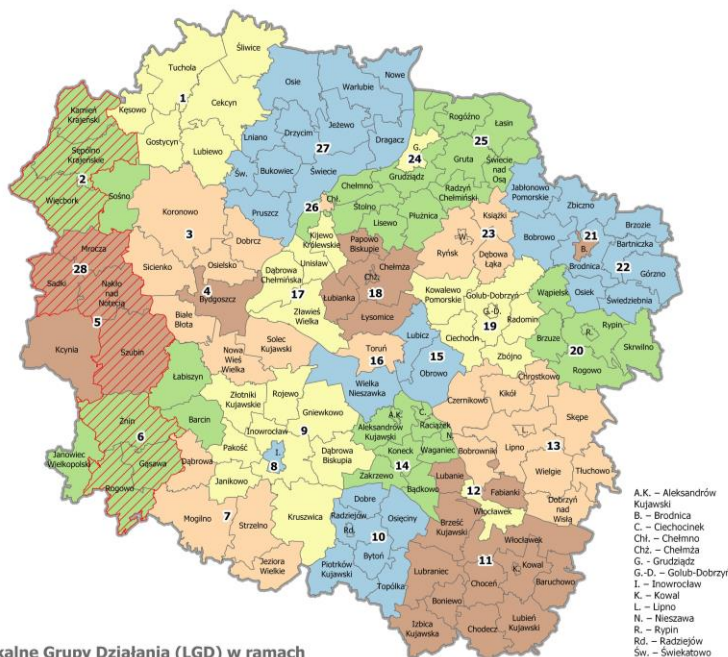 Śliwice
Tuchola
1
Kęsowo
Cekcyn
Gostycyn
Lubiewo
Osie
Warlubie
Nowe
Lniano
Drzycim
Jeżewo
27
Dragacz
Św.
Bukowiec
Świecie
Pruszcz
Kamień
Krajeński
Sępólno
Krajeńskie
2
Więcbork
Sośno
Rogóźno
Łasin
25
G.
24
Grudziądz
Gruta
Świecie
nad
Osą
Radzyń
Chełmiński
Chełmno
Chł.
26
Stolno
Lisewo
Płużnica
Kijewo
Królewskie
Jabłonowo
Pomorskie
Zbiczno
Brzozie
21
B.
Bartniczka
Bobrowo
Brodnica
22
Górzno
Osiek
Świedziebnia
Koronowo
3
Dobrcz
Sicienko
Osielsko
4
Bydgoszcz
Białe
Błota
Nowa
Wieś
Wielka
Solec
Kujawski
Mrocza
28
Sadki
Nakło
nad
Notecią
5
Kcynia
Szubin
Unisław
Dąbrowa
Chełmińska
17
Zławieś
Wielka
Papowo
Biskupie
Chełmża
Chż.
18
Łubianka
Łysomice
Książki
23
W.
Ryńsk
Dębowa
Łąka
Kowalewo
Pomorskie
Golub-Dobrzyń
G.-D.
Radomin
19
Ciechocin
Zbójno
Wąpielsk
R.
Rypin
Brzuze
20
Skrwilno
Rogowo
Toruń
16
Lubicz
15
Obrowo
Wielka
Nieszawka
Łabiszyn
Barcin
Żnin
6
Janowiec
Wielkopolski
Gąsawa
Rogowo
Złotniki
Kujawskie
Rojewo
Gniewkowo
9
Inowrocław
I.
8
Pakość
Dąbrowa
Biskupia
Janikowo
Kruszwica
Dąbrowa
7
Mogilno
Strzelno
Jeziora
Wielkie
A.K.
C.
Aleksandrów
Kujawski
Raciążek
N.
Koneck
Waganiec
14
Zakrzewo
Bądkowo
Chrostkowo
Czernikowo
Kikół
Skępe
L.
Lipno
13
Bobrowniki
Wielgie
Tłuchowo
Dobrzyń
nad
Wisłą
Dobre
Radziejów
Osięciny
Rd.
10
Bytoń
Piotrków
Kujawski
Topólka
Lubanie
12
Fabianki
Włocławek
Brześć
Kujawski
Włocławek
11
K.
Kowal
Lubraniec
Choceń
Baruchowo
Boniewo
Izbica
Kujawska
Chodecz
Lubień
Kujawski
A.K. – Aleksandrów
Kujawski
B. – Brodnica
C. – Ciechocinek
Chł. – Chełmno
Chż. – Chełmża
G. - Grudziądz
G.-D. – Golub-Dobrzyń
I. – Inowrocław
K. – Kowal
L. – Lipno
N. – Nieszawa
R. – Rypin
Rd. – Radziejów
Św. – Świekatowo
kalne Grupy Działania (LGD) w ramach